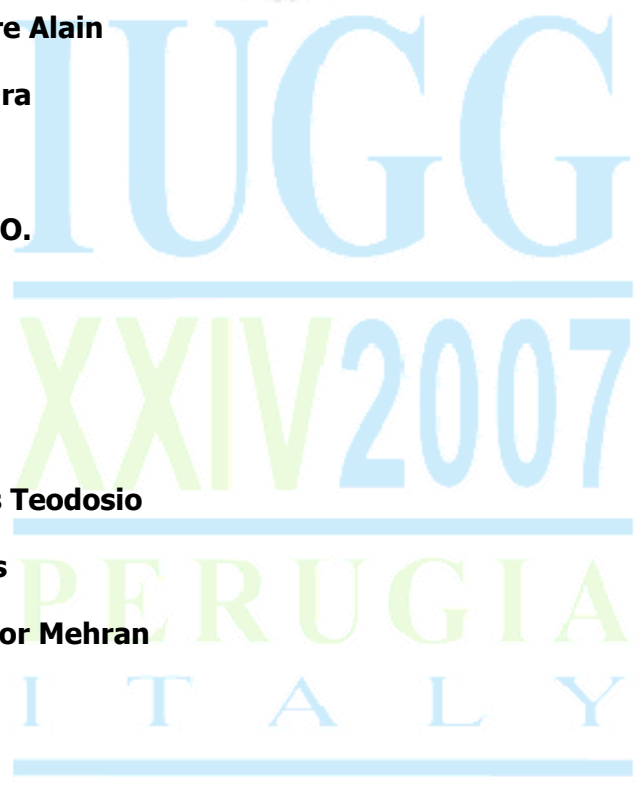 re Alain
IUGG
ra
O.
XXIV2007
s Teodosio
s
PERUGIA
or Mehran
ITALY